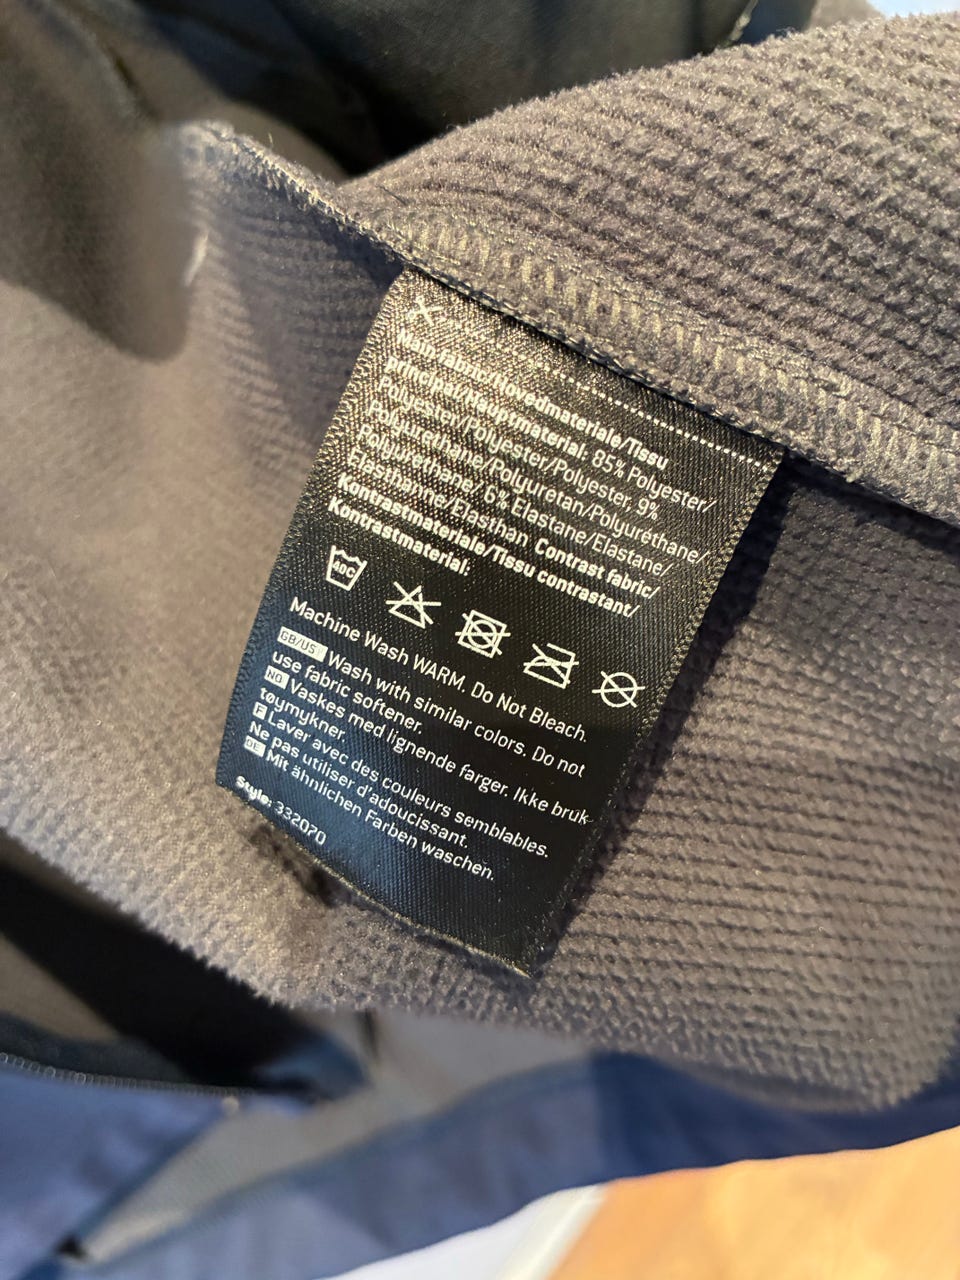 Main fabric/Hovedmateriale/Tissu
principal/Hauptmaterial: 85% Polyester/
Polyester/Polyester/Polyester, 9%
Polyurethane/Polyuretan/Polyuréthane/
Polyurethane/ 6% Elastane/Elastane/
Élasthanne/Elasthan Contrast fabric/
Kontrastmateriale/Tissu contrastant/
Kontrastmaterial:
40C
Machine Wash WARM. Do Not Bleach.
GB/US Wash with similar colors. Do not
use fabric softener.
NO Vaskes med lignende farger. Ikke bruk
tøymykner.
F Laver avec des couleurs semblables.
Ne pas utiliser d'adoucissant.
DE Mit ähnlichen Farben waschen.
Style: 332070